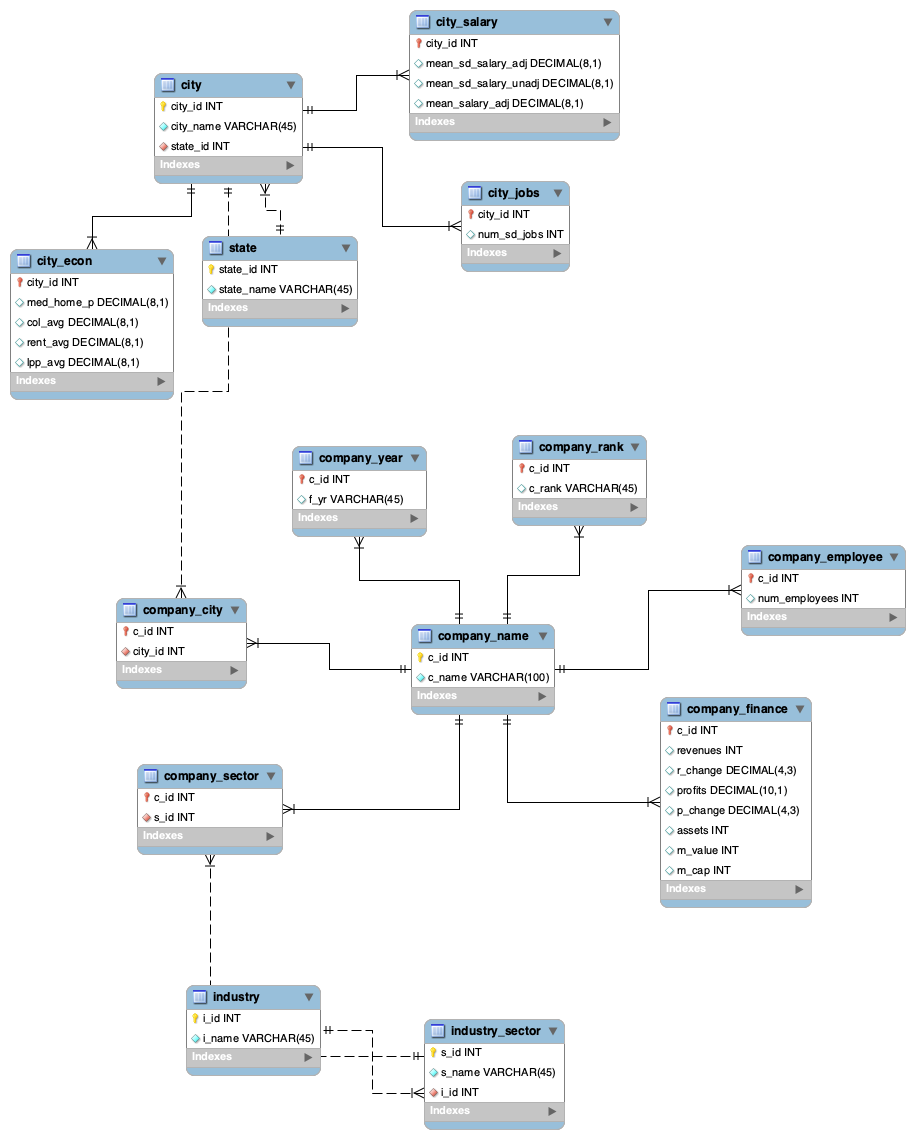 city_salary
city_id INT
mean_sd_salary_adj DECIMAL(8,1)
mean_sd_salary_unadj DECIMAL(8,1)
mean_salary_adj DECIMAL(8,1)
Indexes
city
city_id INT
city_name VARCHAR(45)
state_id INT
Indexes
city_jobs
city_id INT
num_sd_jobs INT
Indexes
state
state_id INT
state_name VARCHAR(45)
Indexes
city_econ
city_id INT
med_home_p DECIMAL(8,1)
col_avg DECIMAL(8,1)
rent_avg DECIMAL(8,1)
lpp_avg DECIMAL(8,1)
Indexes
company_year
c_id INT
f_yr VARCHAR(45)
Indexes
company_rank
c_id INT
c_rank VARCHAR(45)
Indexes
company_employee
c_id INT
num_employees INT
Indexes
company_city
c_id INT
city_id INT
Indexes
company_name
c_id INT
c_name VARCHAR(100)
Indexes
company_finance
c_id INT
revenues INT
r_change DECIMAL(4,3)
profits DECIMAL(10,1)
p_change DECIMAL(4,3)
assets INT
m_value INT
m_cap INT
Indexes
company_sector
c_id INT
s_id INT
Indexes
industry
i_id INT
i_name VARCHAR(45)
Indexes
industry_sector
s_id INT
s_name VARCHAR(45)
i_id INT
Indexes